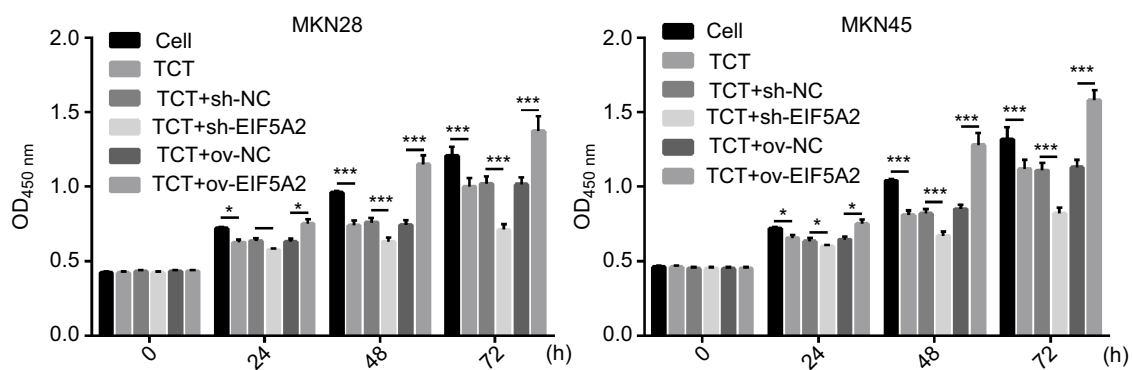 MKN28
2.0
1.5
1.0
0.5
0.0
OD450 nm
Cell
TCT
TCT+sh-NC
TCT+sh-EIF5A2
TCT+ov-NC
TCT+ov-EIF5A2
* *
*** *** ***
*** *** ***
0 24 48 72 (h)
MKN45
2.0
1.5
1.0
0.5
0.0
OD450 nm
Cell
TCT
TCT+sh-NC
TCT+sh-EIF5A2
TCT+ov-NC
TCT+ov-EIF5A2
* * *
*** *** ***
*** *** ***
0 24 48 72 (h)